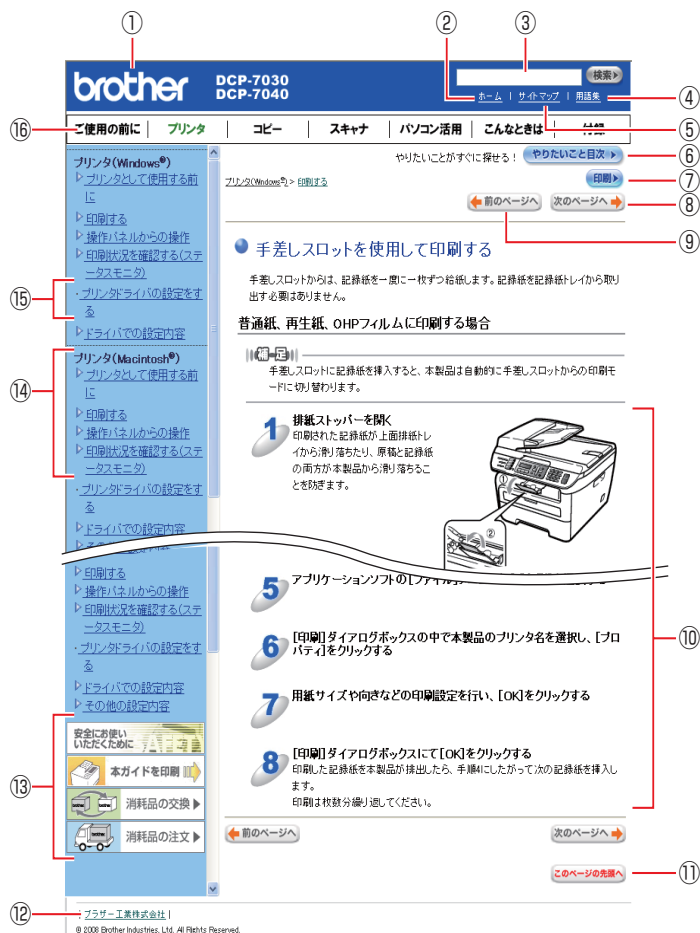 ① ② ③
brother
DCP-7030
DCP-7040
検索
ホーム | サイトマップ | 用語集
④
⑤
⑯ ご使用の前に | プリンタ | コピー | スキャナ | パソコン活用 | こんなときは | 付録
プリンタ(Windows®)
プリンタとして使用する前
に
印刷する
操作パネルからの操作
印刷状況を確認する(ステ
ータスモニタ)
⑮
・プリンタドライバの設定をす
る
ドライバでの設定内容
プリンタ(Macintosh®)
プリンタとして使用する前
に
⑭
印刷する
操作パネルからの操作
印刷状況を確認する(ステ
ータスモニタ)
・プリンタドライバの設定をす
る
ドライバでの設定内容
印刷する
操作パネルからの操作
印刷状況を確認する(ステ
ータスモニタ)
・プリンタドライバの設定をす
る
ドライバでの設定内容
その他の設定内容
⑬
安全にお使い
いただくために
本ガイドを印刷
消耗品の交換
消耗品の注文
やりたいことがすぐに探せる! やりたいこと目次 ⑥
プリンタ(Windows®) > 印刷する
印刷 ⑦
前のページへ 次のページへ ⑧
⑨
手差しスロットを使用して印刷する
手差しスロットからは、記録紙を一度に一枚ずつ給紙します。記録紙を記録紙トレイから取り
出す必要はありません。
普通紙、再生紙、OHPフィルムに印刷する場合
補足
手差しスロットに記録紙を挿入すると、本製品は自動的に手差しスロットからの印刷モ
ードに切り替わります。
1 排紙ストッパーを開く
印刷された記録紙が上面排紙トレ
イから滑り落ちたり、原稿と記録紙
の両方が本製品から滑り落ちるこ
とを防ぎます。
① ②
5 アプリケーションソフトの[ファイル]
⑩
6 [印刷]ダイアログボックスの中で本製品のプリンタ名を選択し、[プロ
パティ]をクリックする
7 用紙サイズや向きなどの印刷設定を行い、[OK]をクリックする
8 [印刷]ダイアログボックスにて[OK]をクリックする
印刷した記録紙を本製品が排出したら、手順4にしたがって次の記録紙を挿入し
ます。
印刷は枚数分繰り返してください。
前のページへ 次のページへ
このページの先頭へ ⑪
⑫ | ブラザー工業株式会社 |
© 2008 Brother Industries, Ltd. All Rights Reserved.